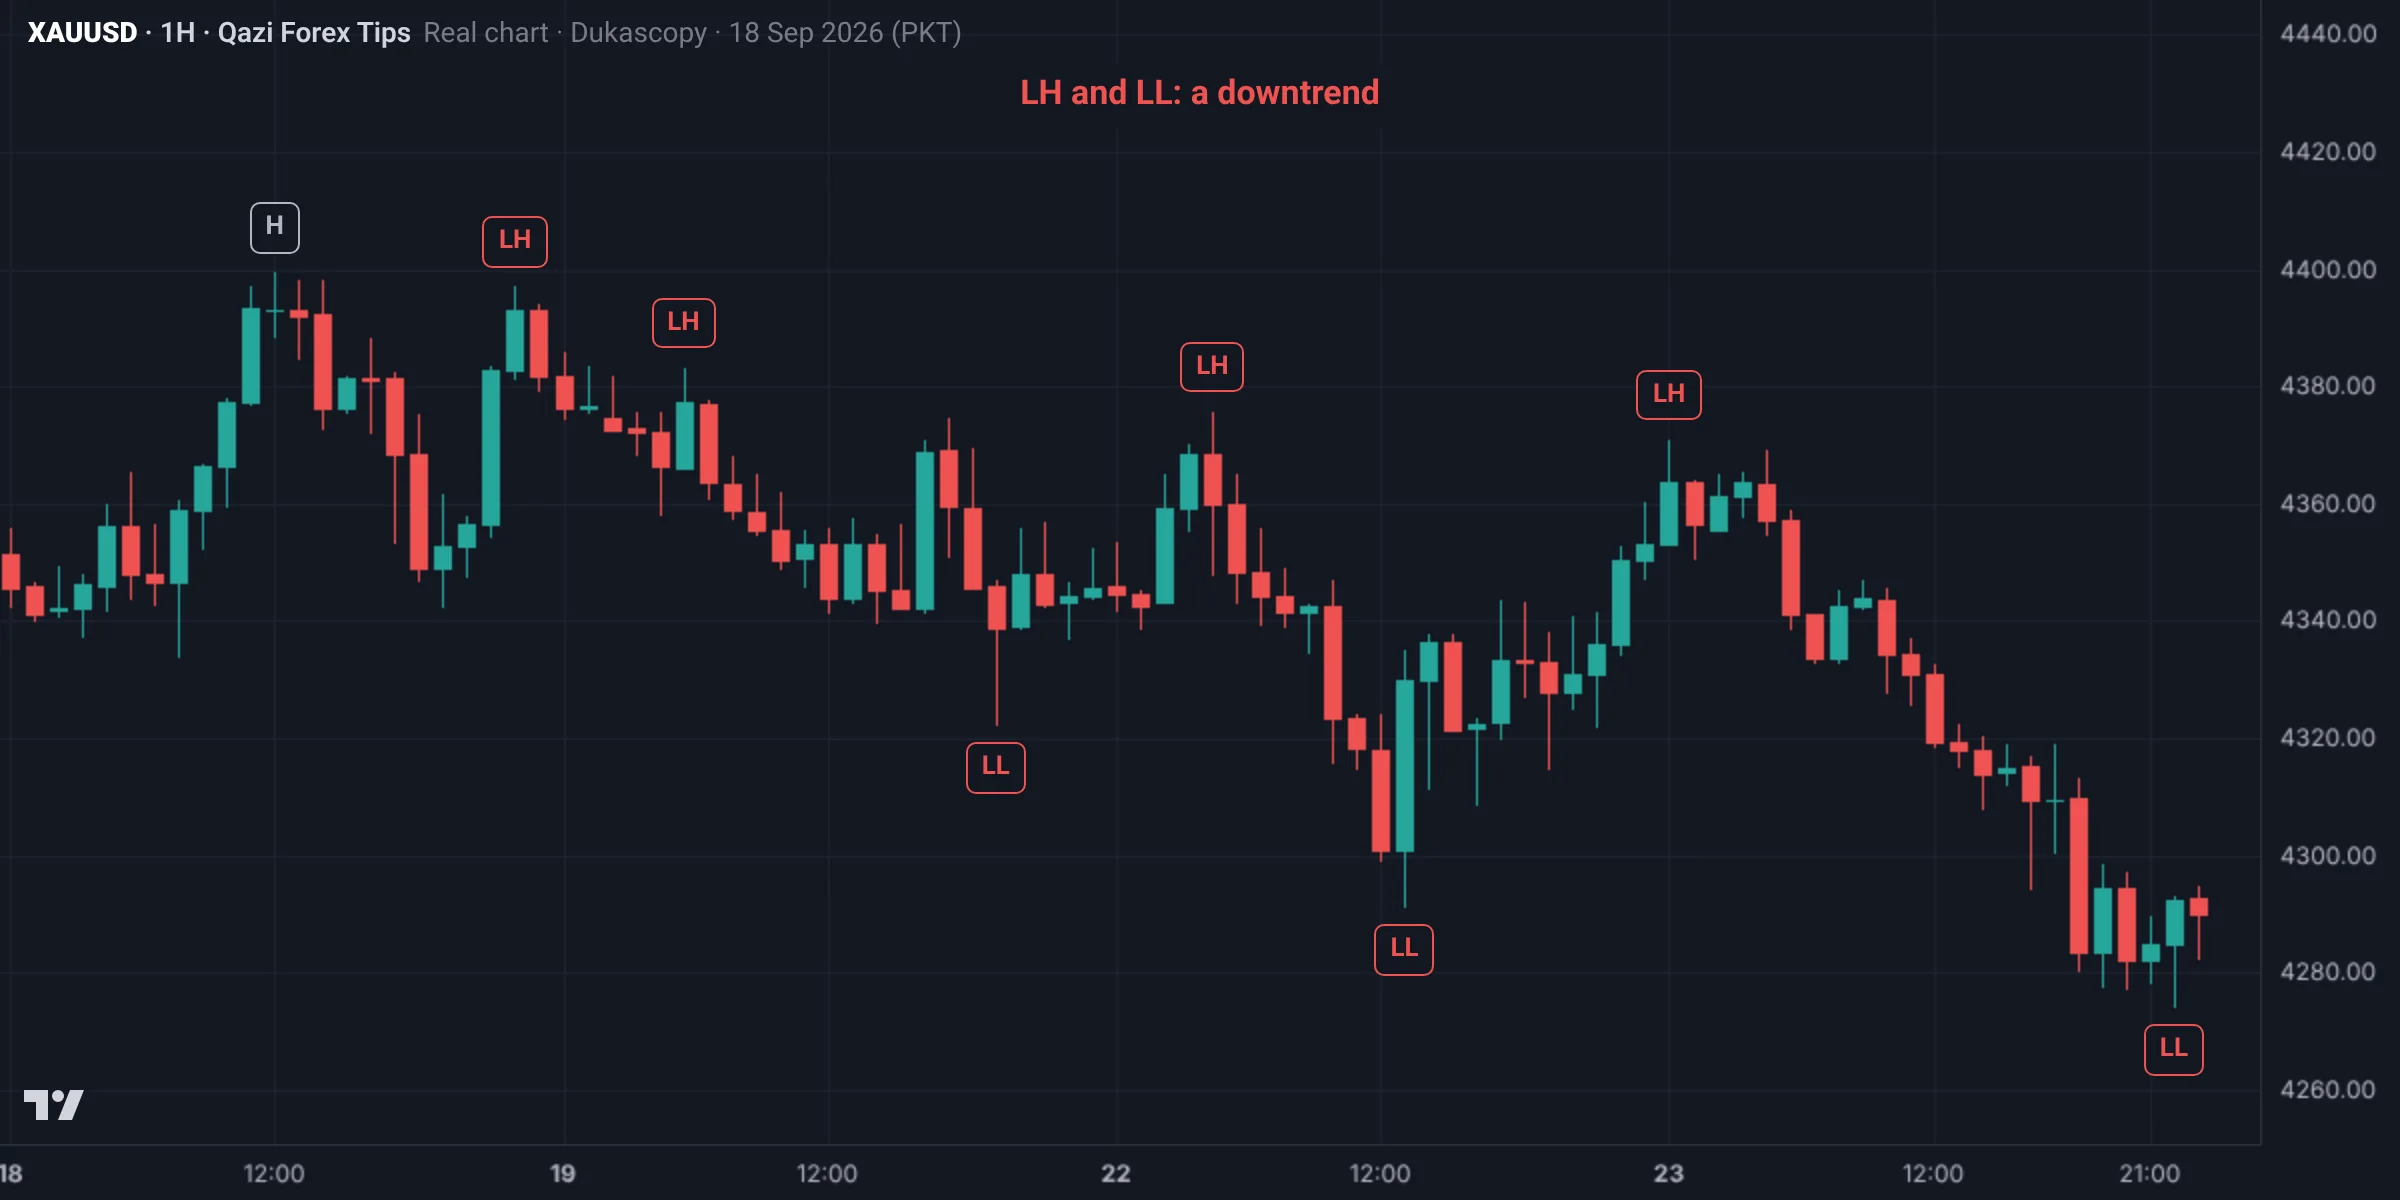 XAUUSD · 1H · Qazi Forex Tips Real chart · Dukascopy · 18 Sep 2026 (PKT)
LH and LL: a downtrend
H
LH
LH
LH
LH
LL
LL
LL
4440.00
4420.00
4400.00
4380.00
4360.00
4340.00
4320.00
4300.00
4280.00
4260.00
18 12:00 19 12:00 22 12:00 23 12:00 21:00